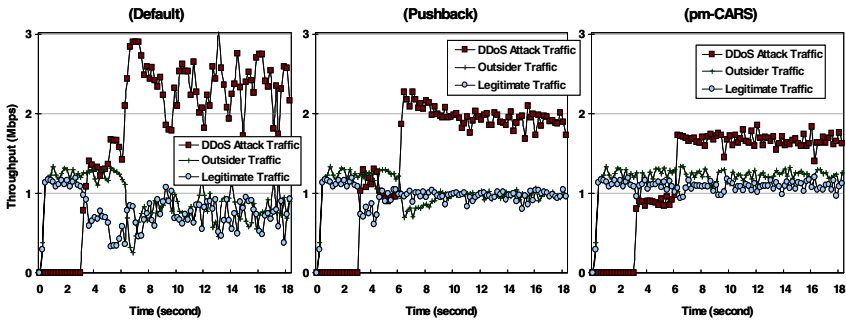 (Default)
(Pushback)
(pm-CARS)
Throughput (Mbps)
3
2
1
0
DDoS Attack Traffic
Outsider Traffic
Legitimate Traffic
0 2 4 6 8 10 12 14 16 18
Time (second)
3
2
1
0
DDoS Attack Traffic
Outsider Traffic
Legitimate Traffic
0 2 4 6 8 10 12 14 16 18
Time (second)
3
2
1
0
DDoS Attack Traffic
Outsider Traffic
Legitimate Traffic
0 2 4 6 8 10 12 14 16 18
Time (second)